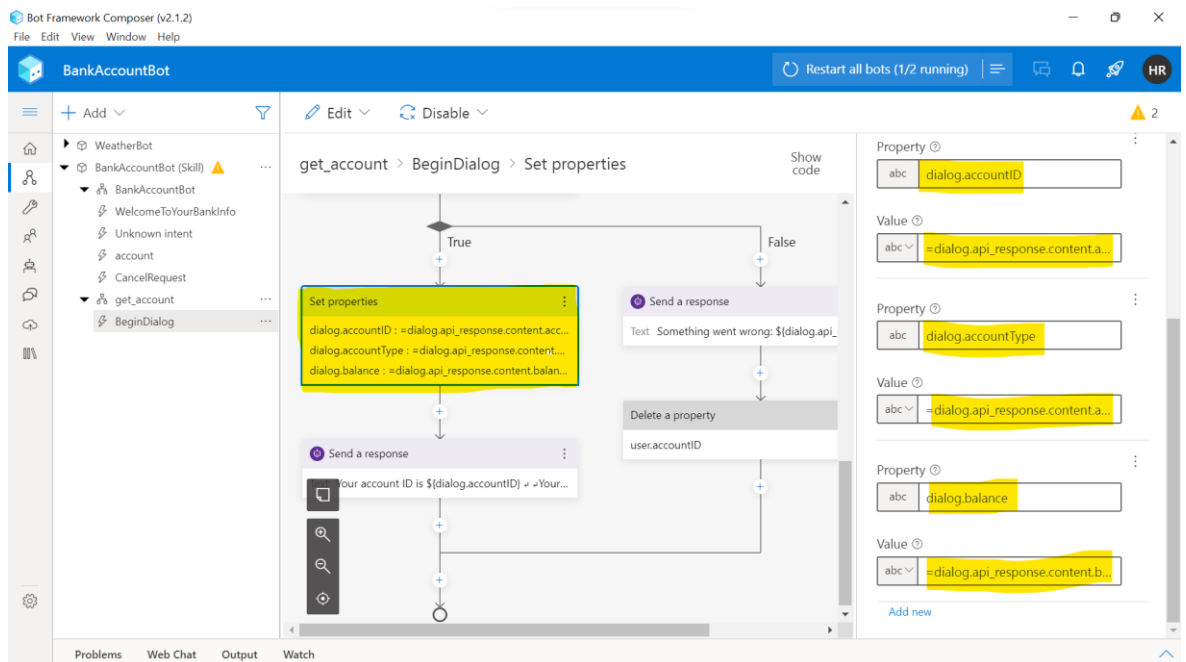 Bot Framework Composer (v2.1.2)
File Edit View Window Help
BankAccountBot
Restart all bots (1/2 running)
HR
Add
Edit
Disable
2
WeatherBot
BankAccountBot (Skill)
BankAccountBot
WelcomeToYourBankInfo
Unknown intent
account
CancelRequest
get_account
BeginDialog
get_account > BeginDialog > Set properties
Show
code
True
False
Set properties
dialog.accountID : =dialog.api_response.content.acc...
dialog.accountType : =dialog.api_response.content....
dialog.balance : =dialog.api_response.content.balan...
Send a response
Text Something went wrong: ${dialog.api_
Delete a property
user.accountID
Send a response
Your account ID is ${dialog.accountID} ↵ ↵Your...
Property
abc dialog.accountID
Value
abc =dialog.api_response.content.a...
Property
abc dialog.accountType
Value
abc =dialog.api_response.content.a...
Property
abc dialog.balance
Value
abc =dialog.api_response.content.b...
Add new
Problems Web Chat Output Watch